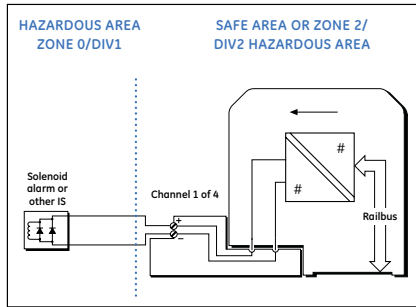 HAZARDOUS AREA
ZONE 0/DIV1
SAFE AREA OR ZONE 2/
DIV2 HAZARDOUS AREA
Solenoid
alarm or
other IS
Channel 1 of 4
+
–
#
#
Railbus